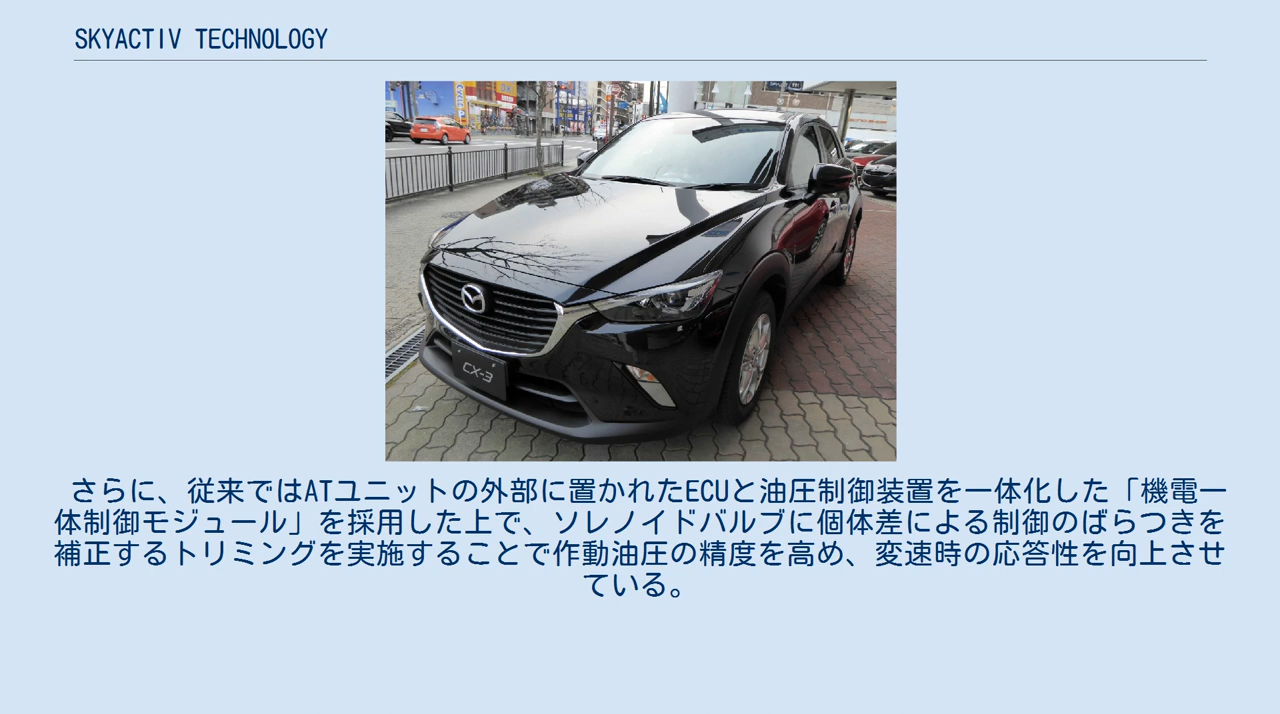 SKYACTIV TECHNOLOGY
CX-3
さらに、従来ではATユニットの外部に置かれたECUと油圧制御装置を一体化した「機電一
体制御モジュール」を採用した上で、ソレノイドバルブに個体差による制御のばらつきを
補正するトリミングを実施することで作動油圧の精度を高め、変速時の応答性を向上させ
ている。